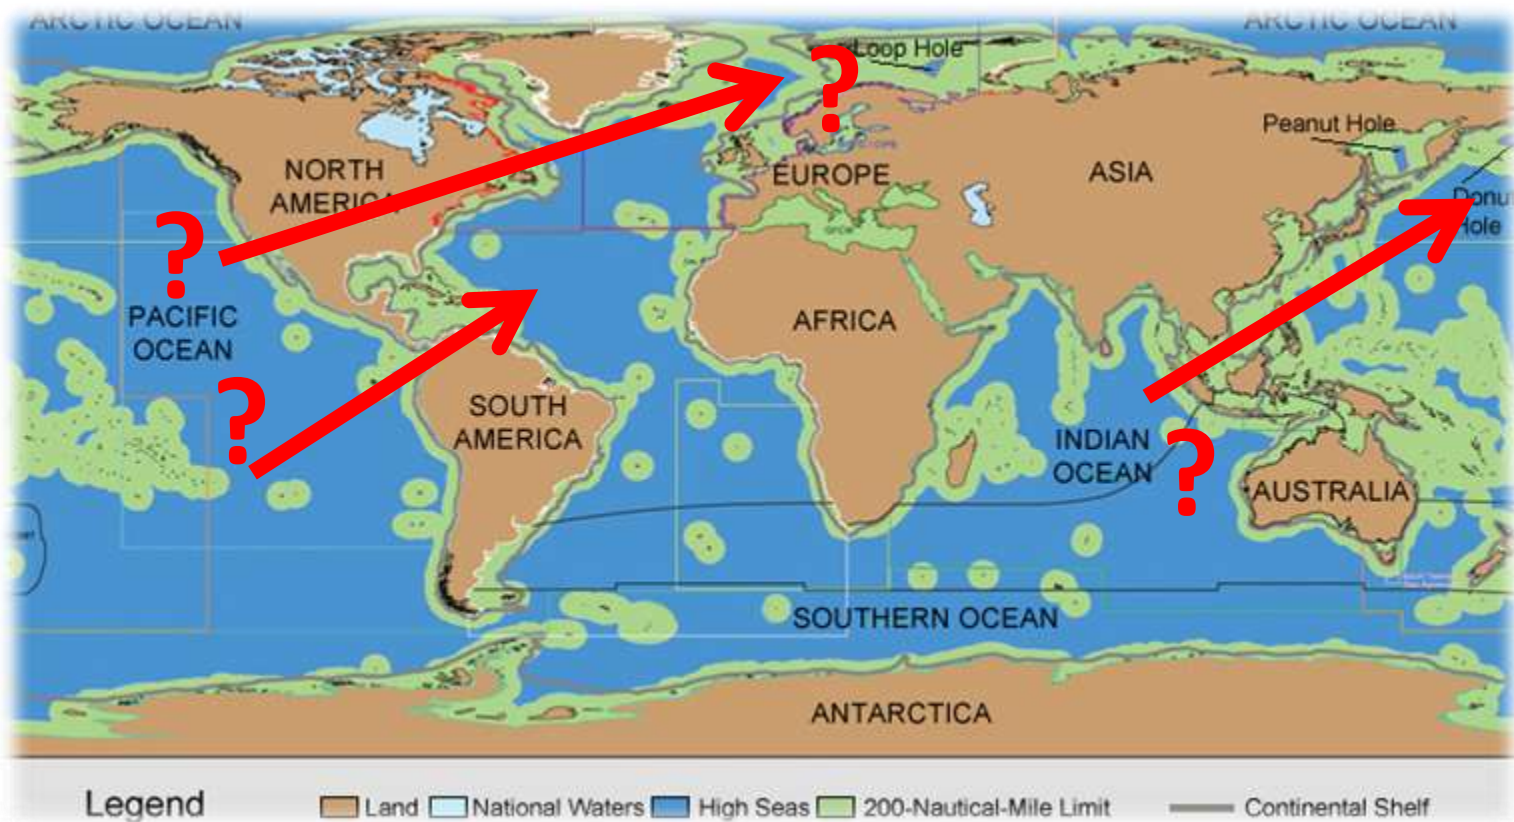 ARCTIC OCEAN
ARCTIC OCEAN
Loop Hole
Peanut Hole
NORTH
AMERICA
EUROPE
ASIA
Donut
Hole
?
?
PACIFIC
OCEAN
AFRICA
?
SOUTH
AMERICA
INDIAN
OCEAN
?
AUSTRALIA
SOUTHERN OCEAN
ANTARCTICA
Legend
Land
National Waters
High Seas
200-Nautical-Mile Limit
Continental Shelf